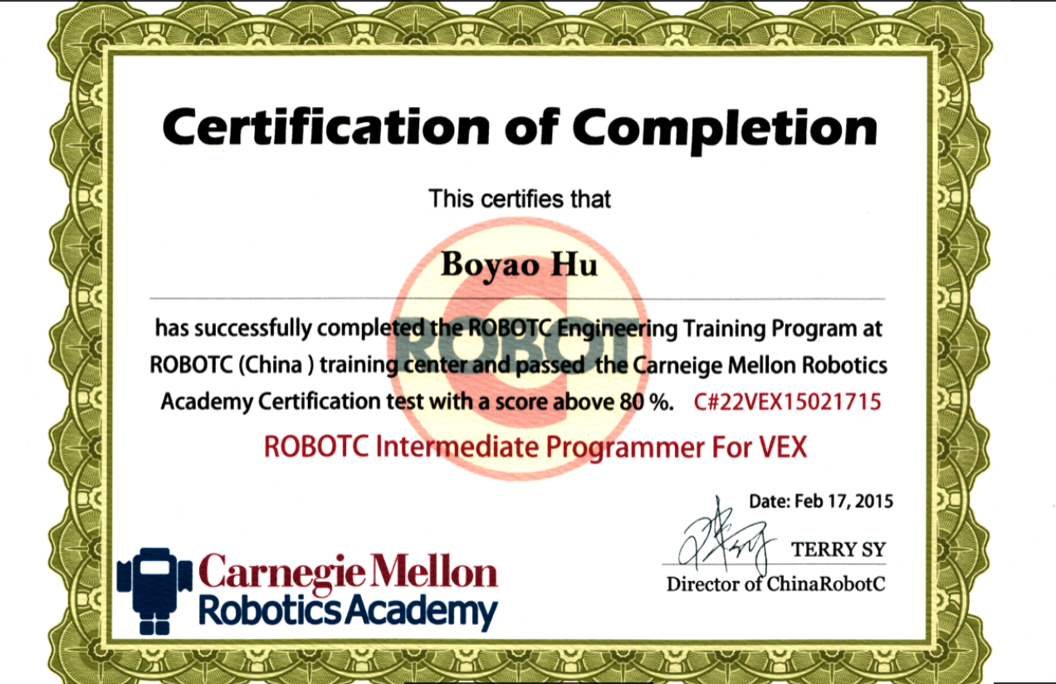 Certification of Completion
This certifies that
Boyao Hu
has successfully completed the ROBOTC Engineering Training Program at
ROBOTC (China ) training center and passed the Carneige Mellon Robotics
Academy Certification test with a score above 80 %. C#22VEX15021715
ROBOTC Intermediate Programmer For VEX
ROBOT
C
Date: Feb 17, 2015
TERRY SY
Director of ChinaRobotC
Carnegie Mellon
Robotics Academy